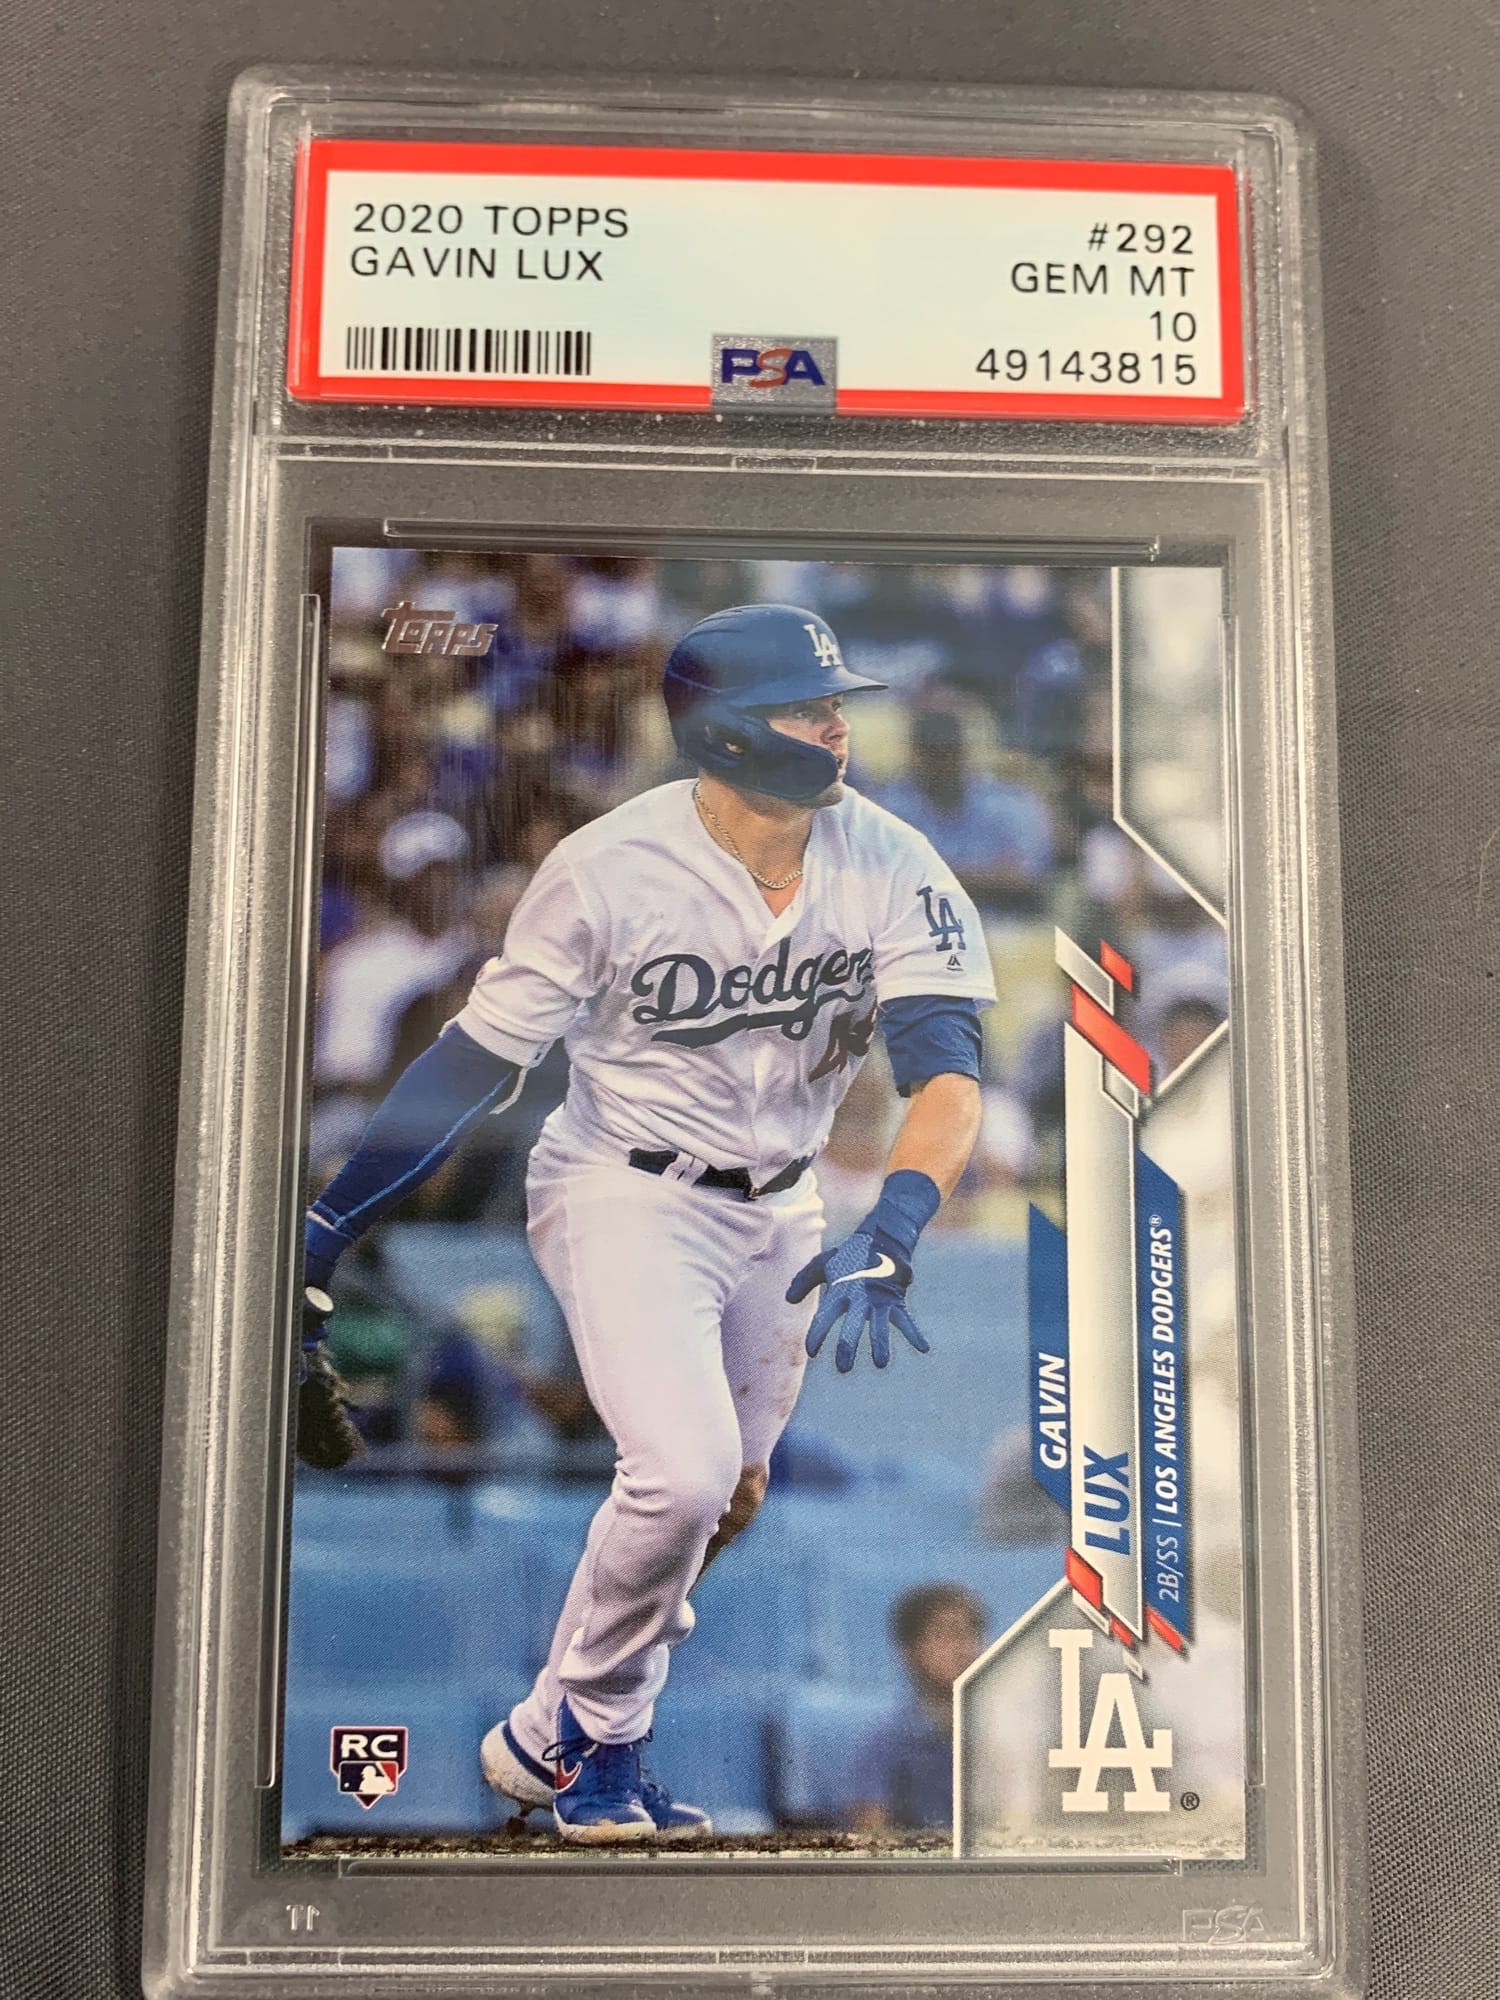 2020 TOPPS
GAVIN LUX
#292
GEM MT
10
49143815
PSA
TOPPS
LA
LA
Dodgers
GAVIN
LUX
2B/SS | LOS ANGELES DODGERS®
RC
LA®
PSA